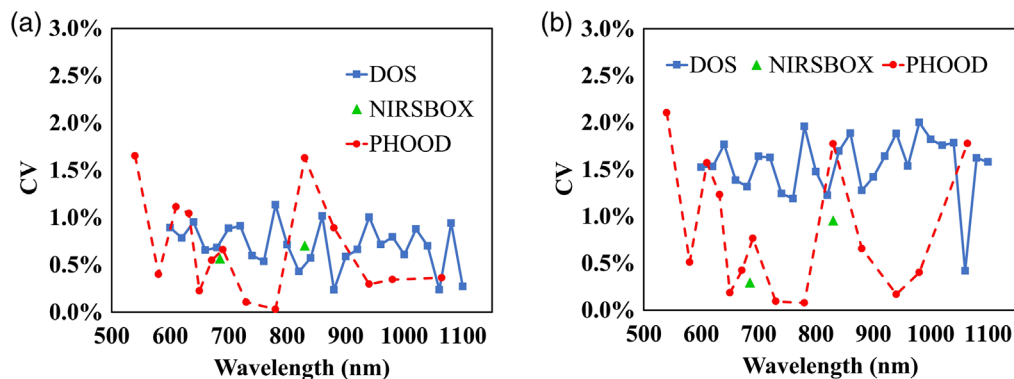 (a)
3.0%
2.5%
2.0%
1.5%
1.0%
0.5%
0.0%
CV
DOS
NIRSBOX
PHOOD
500 600 700 800 900 1000 1100
Wavelength (nm)
(b)
3.0%
2.5%
2.0%
1.5%
1.0%
0.5%
0.0%
CV
DOS NIRSBOX PHOOD
500 600 700 800 900 1000 1100
Wavelength (nm)